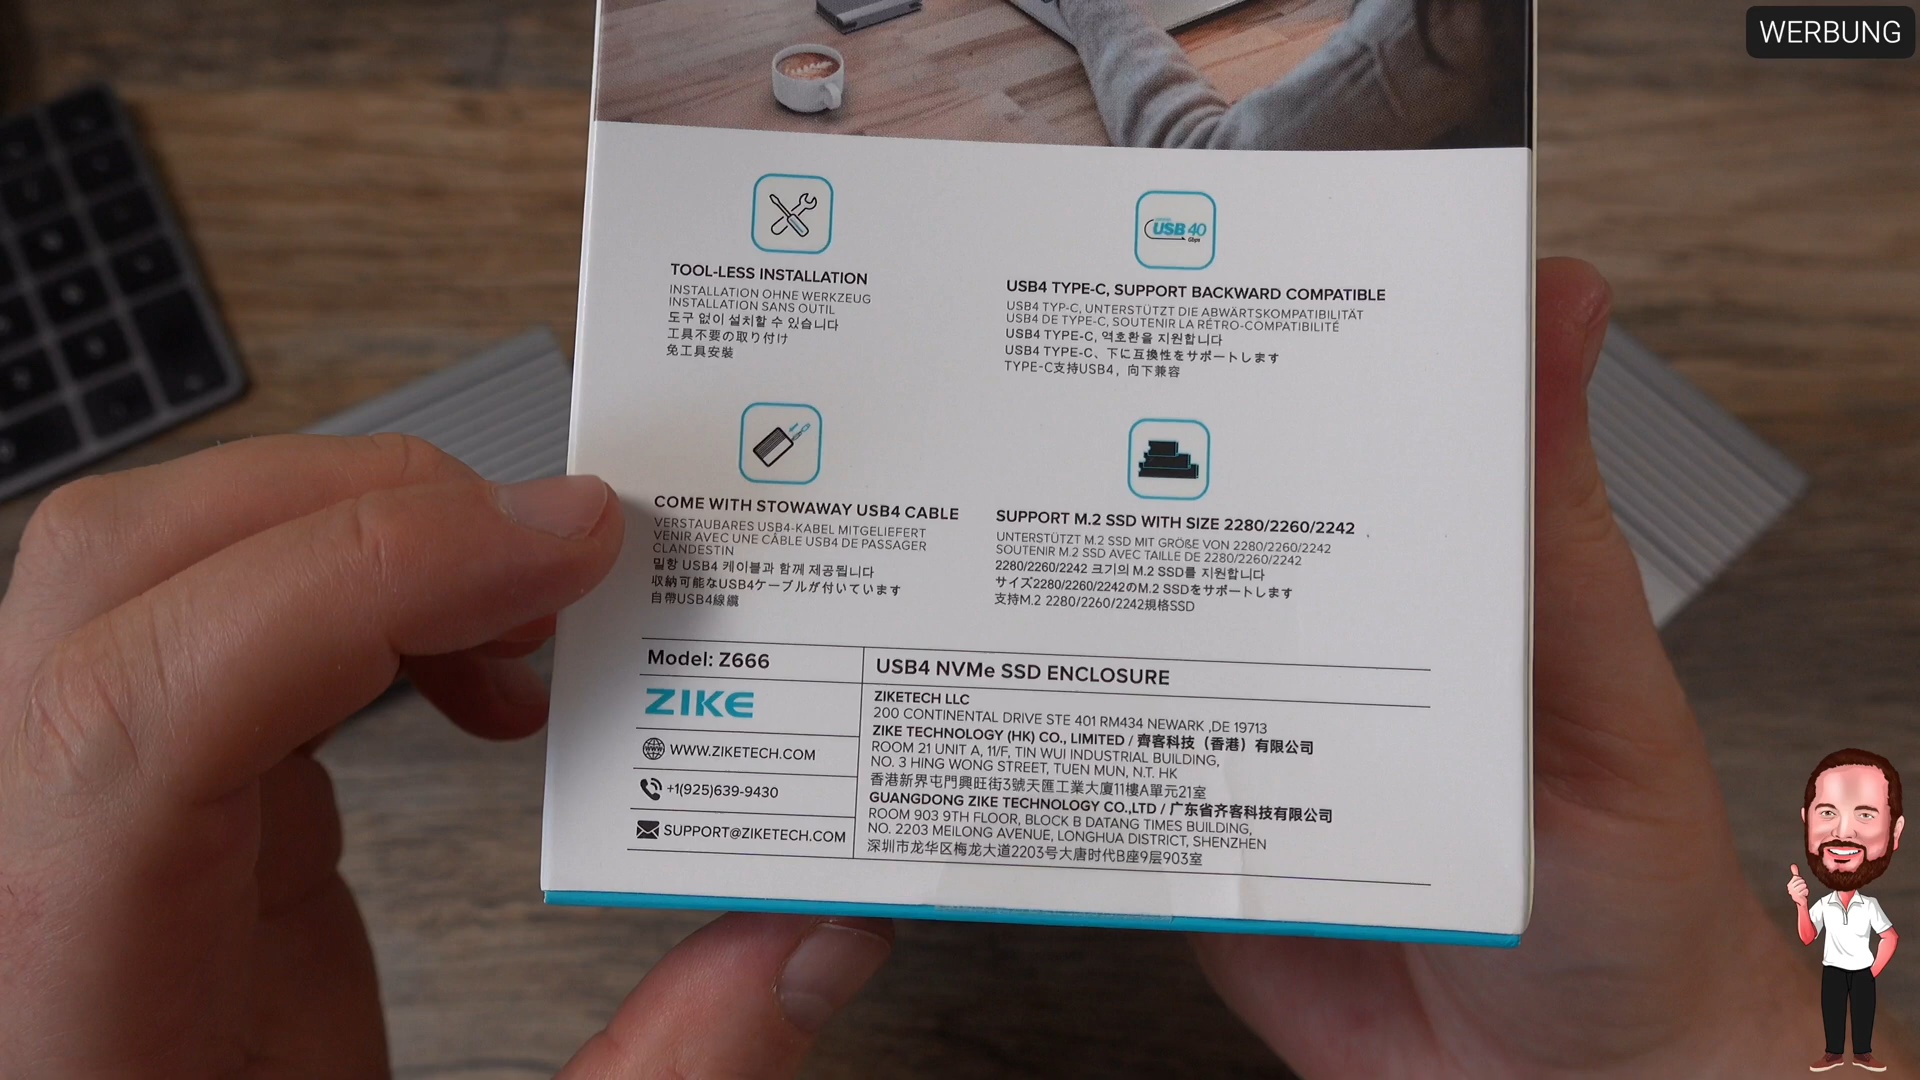 WERBUNG
USB 40
Gbps
TOOL-LESS INSTALLATION
INSTALLATION OHNE WERKZEUG
INSTALLATION SANS OUTIL
도구 없이 설치할 수 있습니다
工具不要の取り付け
免工具安裝
USB4 TYPE-C, SUPPORT BACKWARD COMPATIBLE
USB4 TYP-C, UNTERSTÜTZT DIE ABWÄRTSKOMPATIBILITÄT
USB4 DE TYPE-C, SOUTENIR LA RÉTRO-COMPATIBILITÉ
USB4 TYPE-C, 역호환을 지원합니다
USB4 TYPE-C、下に互換性をサポートします
TYPE-C支持USB4，向下兼容
COME WITH STOWAWAY USB4 CABLE
VERSTAUBARES USB4-KABEL MITGELIEFERT
VENIR AVEC UNE CÂBLE USB4 DE PASSAGER
CLANDESTIN
밀항 USB4 케이블과 함께 제공됩니다
収納可能なUSB4ケーブルが付いています
自帶USB4線纜
SUPPORT M.2 SSD WITH SIZE 2280/2260/2242
UNTERSTÜTZT M.2 SSD MIT GRÖßE VON 2280/2260/2242
SOUTENIR M.2 SSD AVEC TAILLE DE 2280/2260/2242
2280/2260/2242 크기의 M.2 SSD를 지원합니다
サイズ2280/2260/2242のM.2 SSDをサポートします
支持M.2 2280/2260/2242規格SSD
Model: Z666
USB4 NVMe SSD ENCLOSURE
ZIKE
WWW.ZIKETECH.COM
+1(925)639-9430
SUPPORT@ZIKETECH.COM
ZIKETECH LLC
200 CONTINENTAL DRIVE STE 401 RM434 NEWARK ,DE 19713
ZIKE TECHNOLOGY (HK) CO., LIMITED / 齊客科技（香港）有限公司
ROOM 21 UNIT A, 11/F, TIN WUI INDUSTRIAL BUILDING,
NO. 3 HING WONG STREET, TUEN MUN, N.T. HK
香港新界屯門興旺街3號天匯工業大廈11樓A單元21室
GUANGDONG ZIKE TECHNOLOGY CO.,LTD / 广东省齐客科技有限公司
ROOM 903 9TH FLOOR, BLOCK B DATANG TIMES BUILDING,
NO. 2203 MEILONG AVENUE, LONGHUA DISTRICT, SHENZHEN
深圳市龙华区梅龙大道2203号大唐时代B座9层903室